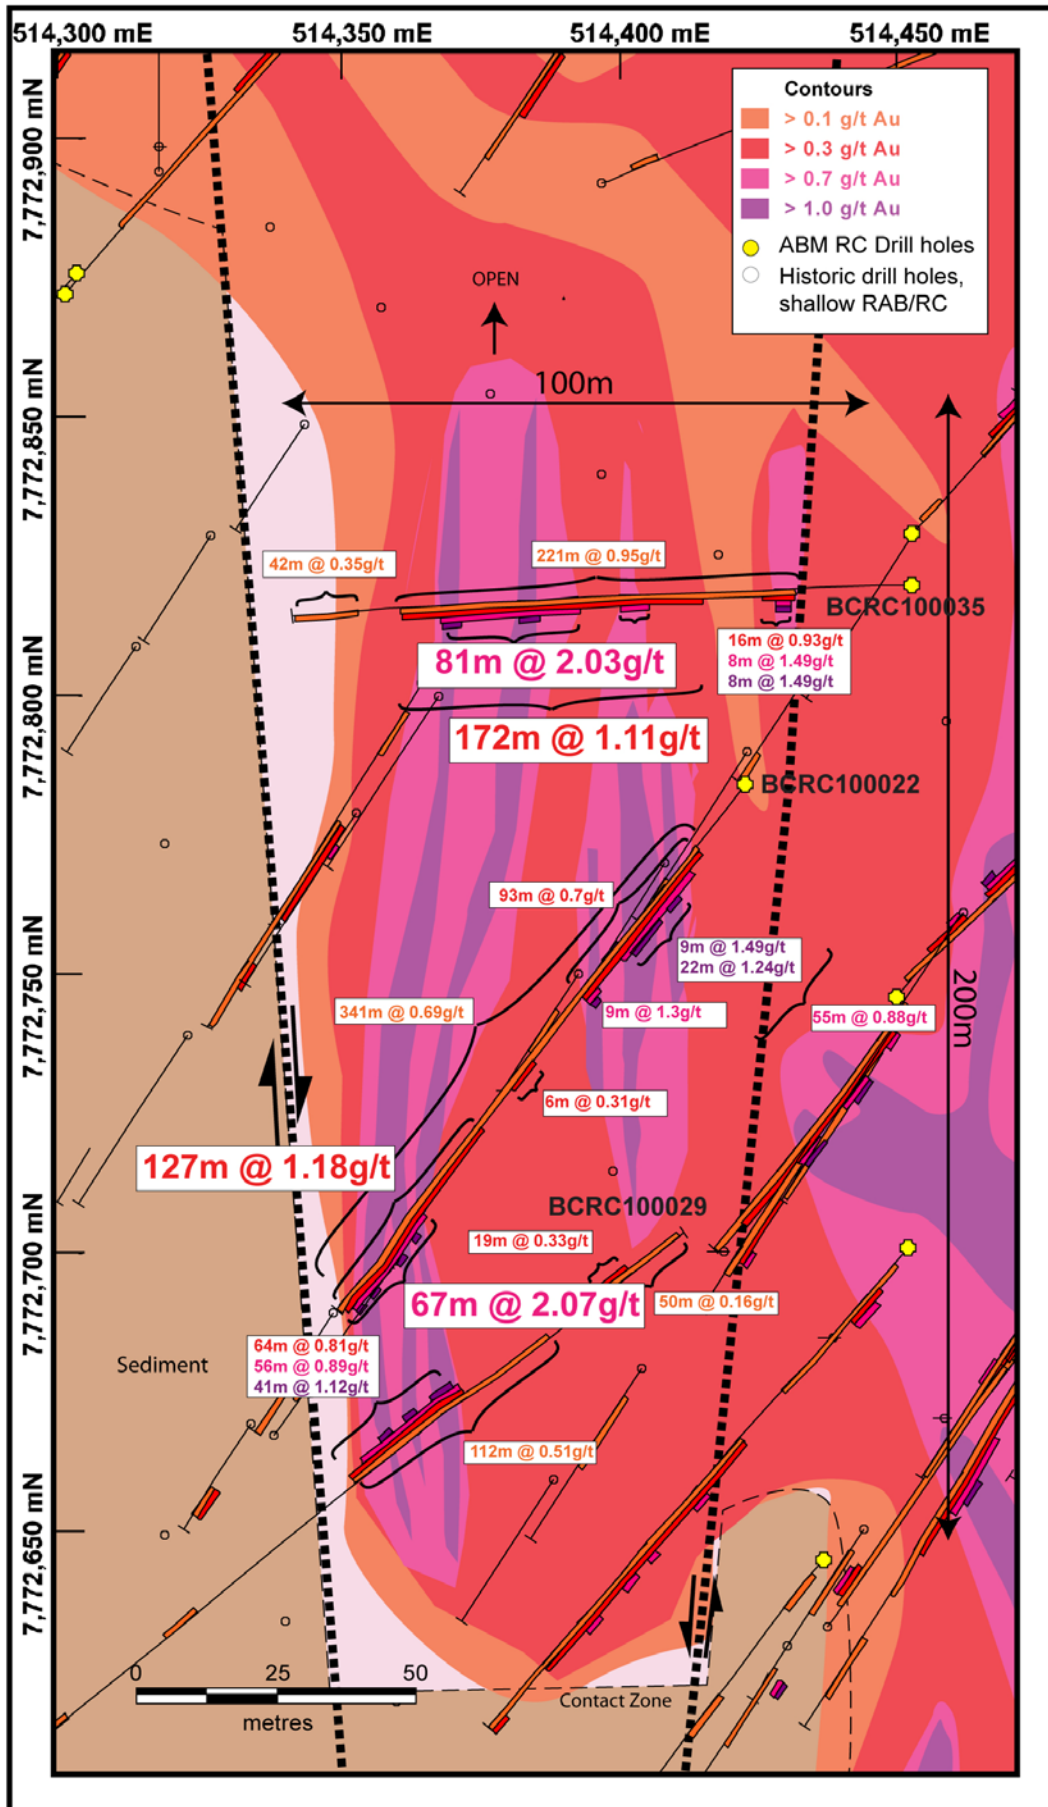 514,300 mE
514,350 mE
514,400 mE
514,450 mE
7,772,900 mN
7,772,850 mN
7,772,800 mN
7,772,750 mN
7,772,700 mN
7,772,650 mN
Contours
> 0.1 g/t Au
> 0.3 g/t Au
> 0.7 g/t Au
> 1.0 g/t Au
ABM RC Drill holes
Historic drill holes,
shallow RAB/RC
OPEN
100m
42m @ 0.35g/t
221m @ 0.95g/t
BCRC100035
81m @ 2.03g/t
16m @ 0.93g/t
8m @ 1.49g/t
8m @ 1.49g/t
172m @ 1.11g/t
BCRC100022
93m @ 0.7g/t
9m @ 1.49g/t
22m @ 1.24g/t
341m @ 0.69g/t
9m @ 1.3g/t
55m @ 0.88g/t
200m
6m @ 0.31g/t
127m @ 1.18g/t
BCRC100029
19m @ 0.33g/t
67m @ 2.07g/t
50m @ 0.16g/t
64m @ 0.81g/t
56m @ 0.89g/t
41m @ 1.12g/t
Sediment
112m @ 0.51g/t
0
25
50
metres
Contact Zone